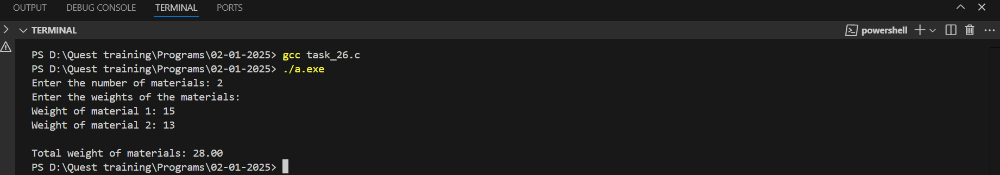 OUTPUT DEBUG CONSOLE TERMINAL PORTS
TERMINAL powershell
PS D:\Quest training\Programs\02-01-2025> gcc task_26.c
PS D:\Quest training\Programs\02-01-2025> ./a.exe
Enter the number of materials: 2
Enter the weights of the materials:
Weight of material 1: 15
Weight of material 2: 13
Total weight of materials: 28.00
PS D:\Quest training\Programs\02-01-2025>